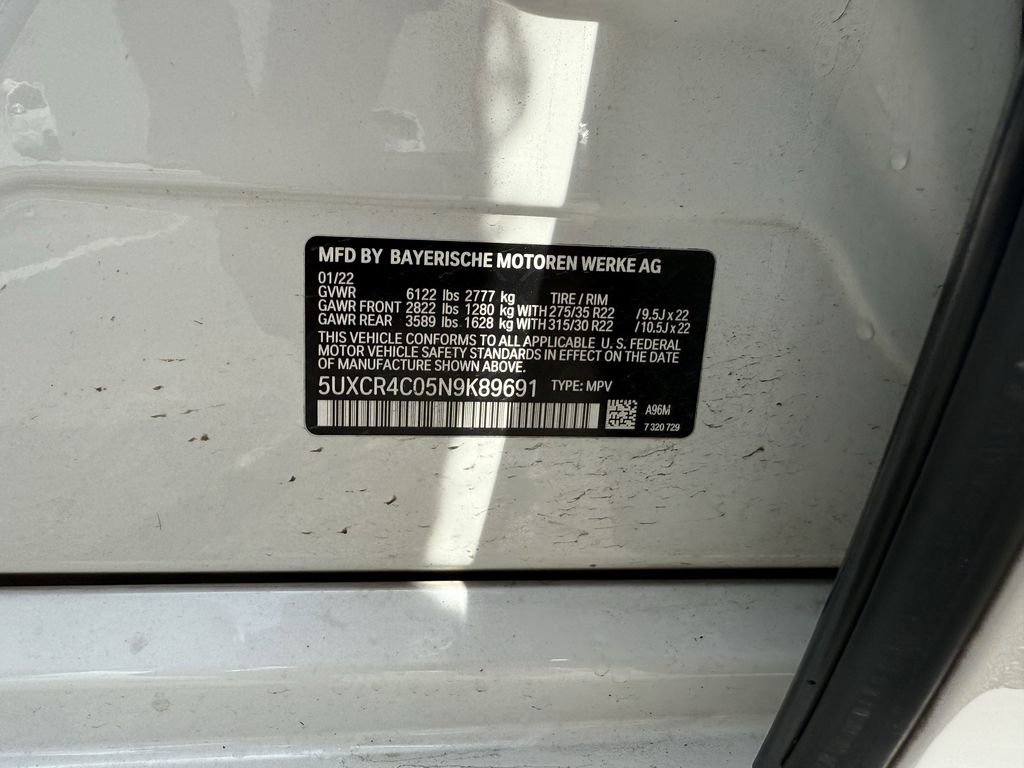 MFD BY BAYERISCHE MOTOREN WERKE AG
01/22
GVWR 6122 lbs 2777 kg TIRE / RIM
GAWR FRONT 2822 lbs 1280 kg WITH 275/35 R22 / 9.5J x 22
GAWR REAR 3589 lbs 1628 kg WITH 315/30 R22 / 10.5J x 22
THIS VEHICLE CONFORMS TO ALL APPLICABLE U. S. FEDERAL
MOTOR VEHICLE SAFETY STANDARDS IN EFFECT ON THE DATE
OF MANUFACTURE SHOWN ABOVE.
5UXCR4C05N9K89691 TYPE: MPV
A96M
7 320 729